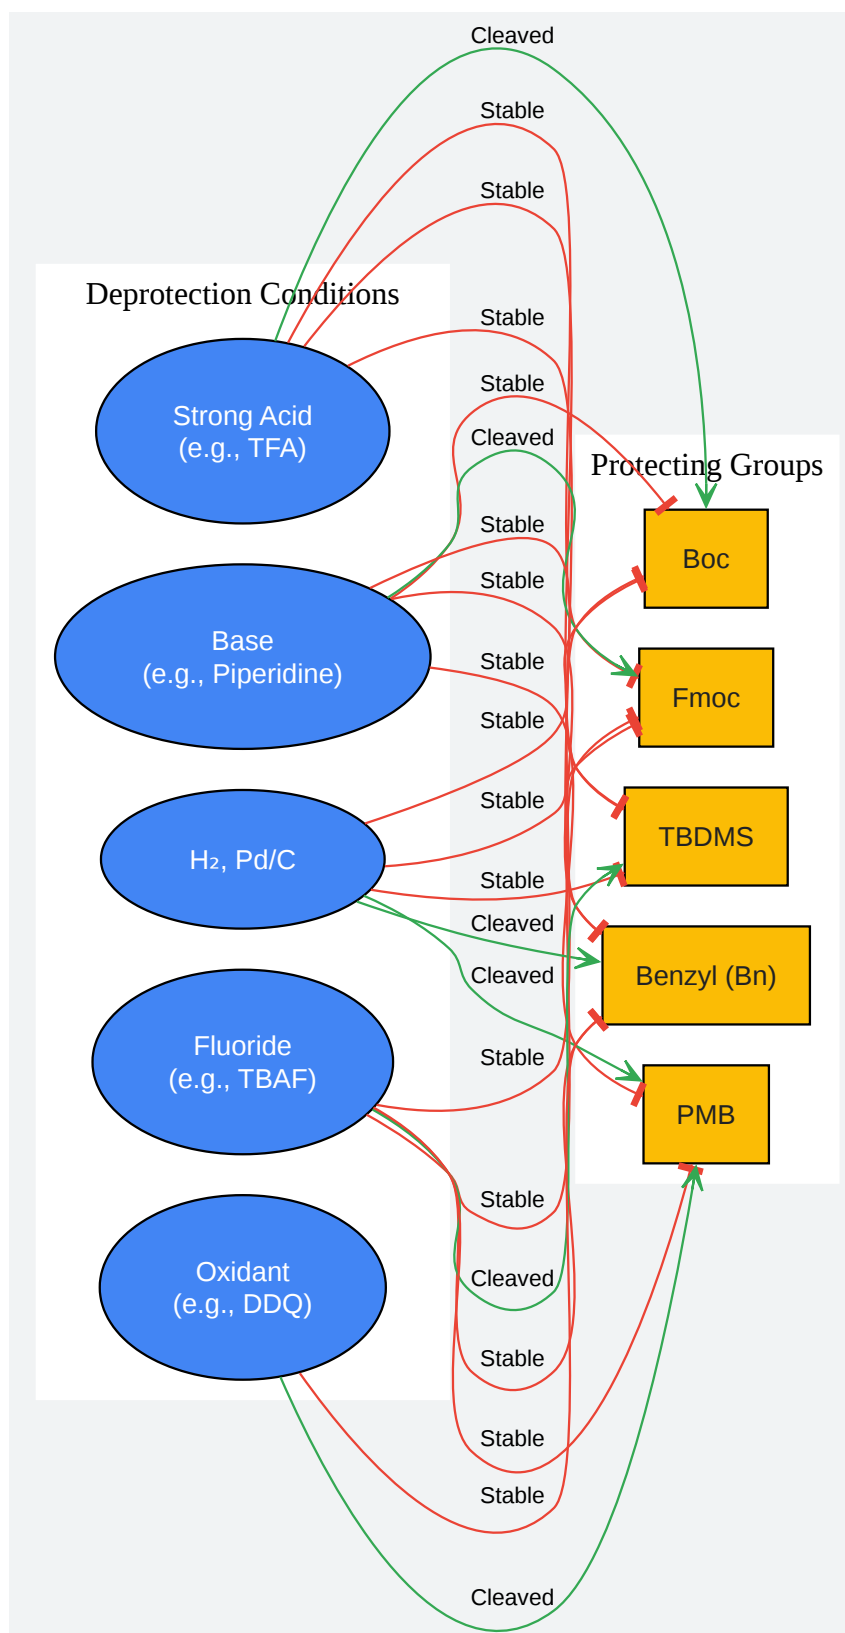 Cleaved
Stable
Stable
Deprotection Conditions
Stable
Stable
Strong Acid
(e.g., TFA)
Cleaved
Protecting Groups
Stable
Boc
Stable
Base
(e.g., Piperidine)
Stable
Fmoc
Stable
Stable
TBDMS
H₂, Pd/C
Stable
Cleaved
Cleaved
Benzyl (Bn)
Fluoride
(e.g., TBAF)
Stable
PMB
Stable
Oxidant
(e.g., DDQ)
Cleaved
Stable
Stable
Stable
Cleaved